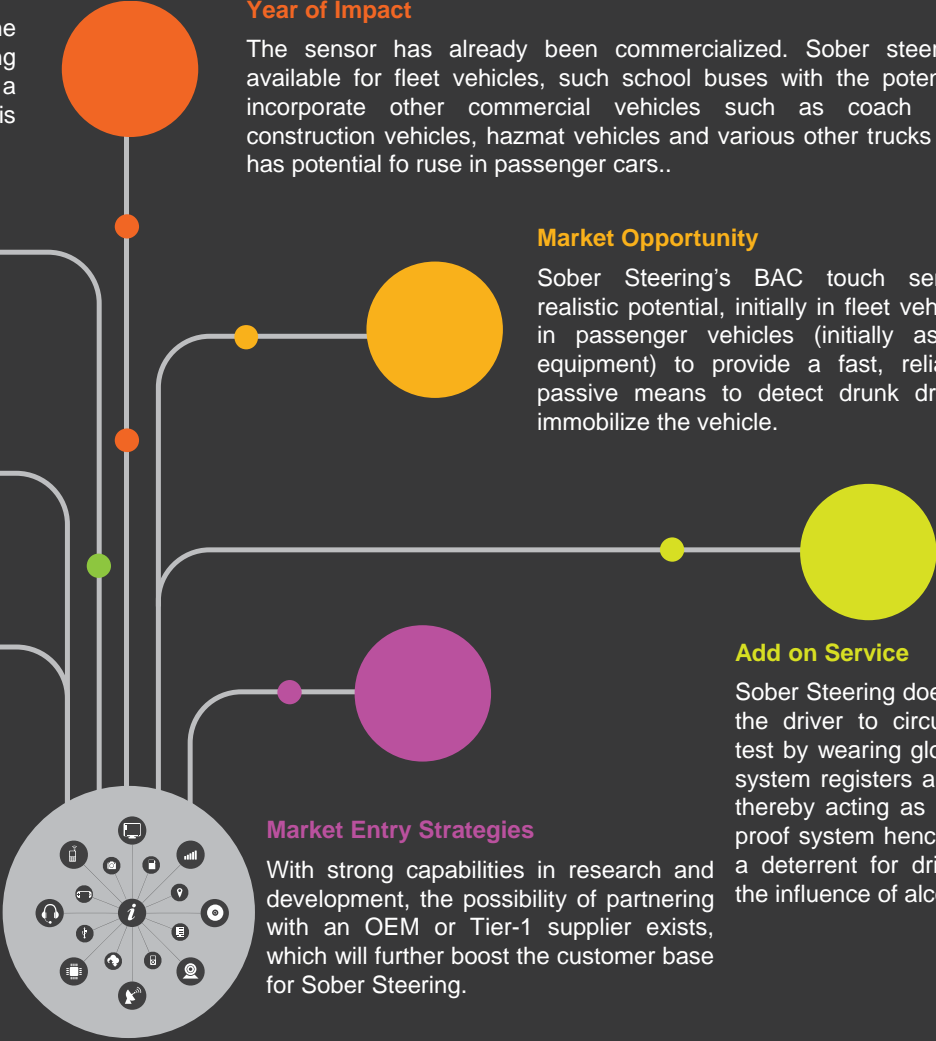 ne
ng
a
is
Year of Impact
The sensor has already been commercialized. Sober steer
available for fleet vehicles, such school buses with the poten
incorporate other commercial vehicles such as coach
construction vehicles, hazmat vehicles and various other trucks
has potential fo ruse in passenger cars..
Market Opportunity
Sober Steering's BAC touch sen
realistic potential, initially in fleet veh
in passenger vehicles (initially as
equipment) to provide a fast, relia
passive means to detect drunk dr
immobilize the vehicle.
Add on Service
Sober Steering doe
the driver to circu
test by wearing glo
system registers a
thereby acting as
proof system henc
a deterrent for dri
the influence of alc
Market Entry Strategies
With strong capabilities in research and
development, the possibility of partnering
with an OEM or Tier-1 supplier exists,
which will further boost the customer base
for Sober Steering.
i